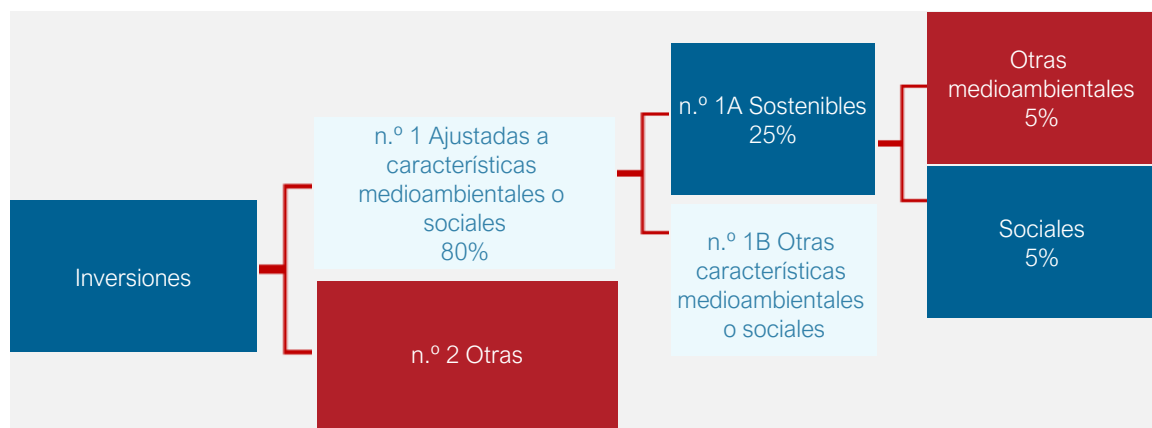 Inversiones
n.º 1 Ajustadas a
características
medioambientales o
sociales
80%
n.º 2 Otras
n.º 1A Sostenibles
25%
n.º 1B Otras
características
medioambientales
o sociales
Otras
medioambientales
5%
Sociales
5%